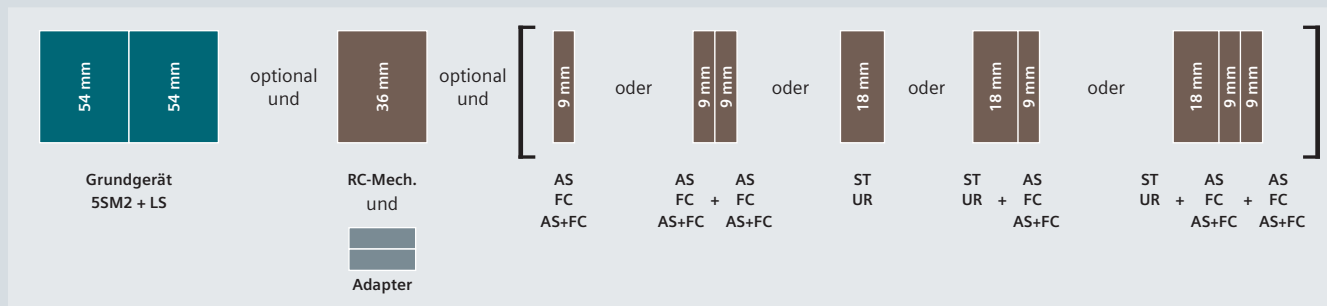 54 mm
54 mm
Grundgerät
5SM2 + LS
optional
und
36 mm
RC-Mech.
und
Adapter
optional
und
9 mm
AS
FC
AS+FC
oder
9 mm
9 mm
AS AS
FC + FC
AS+FC AS+FC
oder
18 mm
ST
UR
oder
18 mm
9 mm
ST AS
UR + FC
AS+FC
oder
18 mm
9 mm
9 mm
ST AS AS
UR + FC + FC
AS+FC AS+FC